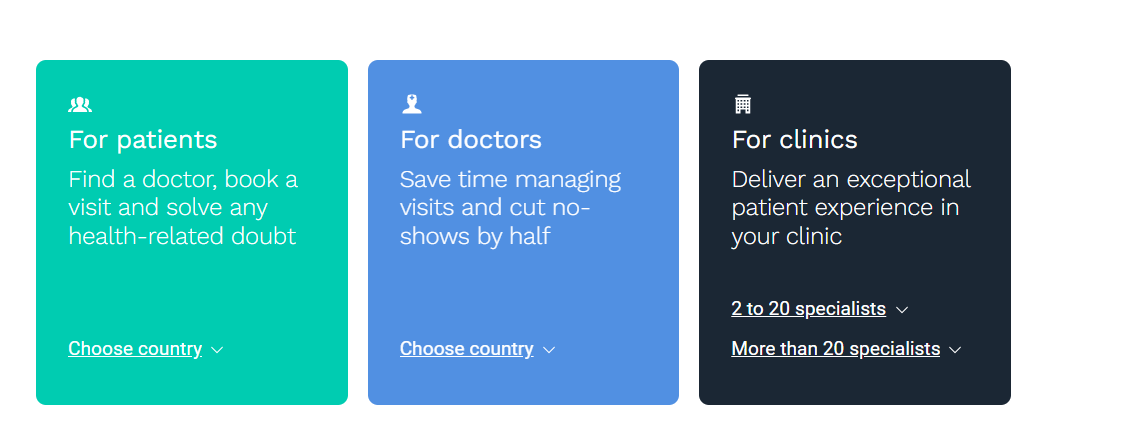 For patients
Find a doctor, book a
visit and solve any
health-related doubt
Choose country
For doctors
Save time managing
visits and cut no-
shows by half
Choose country
For clinics
Deliver an exceptional
patient experience in
your clinic
2 to 20 specialists
More than 20 specialists